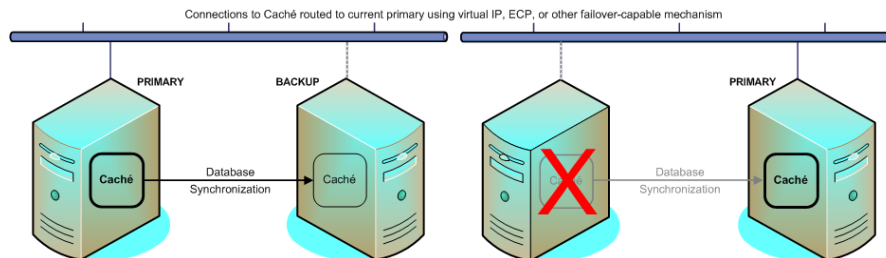 Connections to Caché routed to current primary using virtual IP, ECP, or other failover-capable mechanism
PRIMARY
BACKUP
Caché
Database
Synchronization
Caché
PRIMARY
Caché
Database
Synchronization
Caché